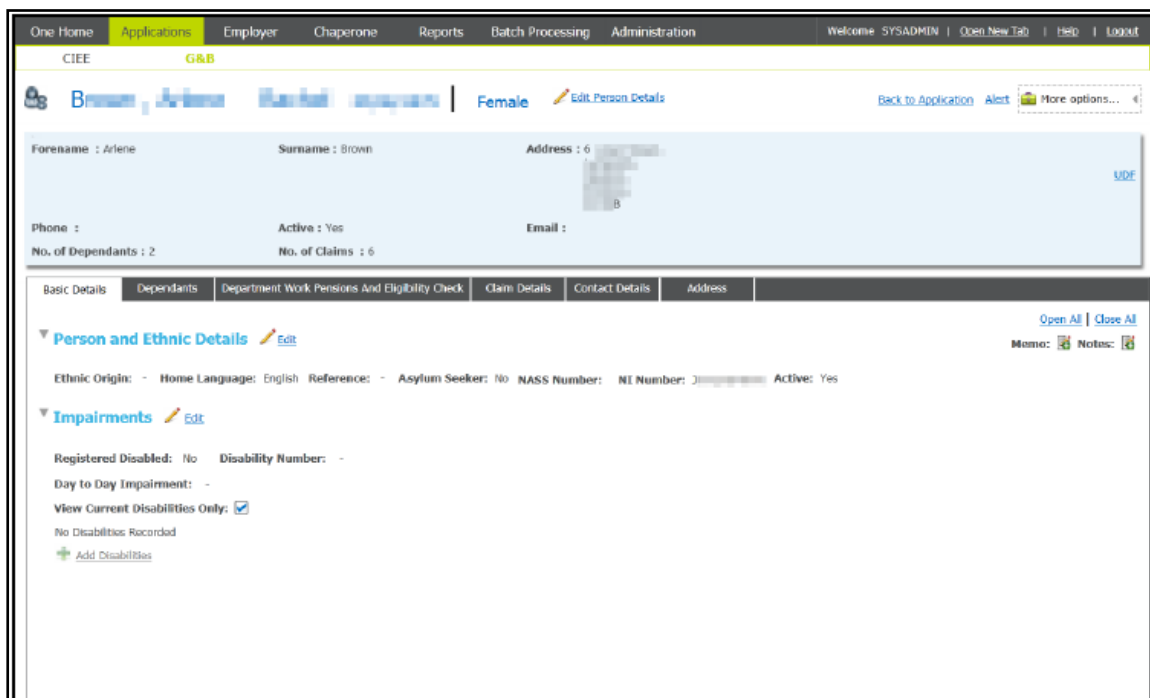 One Home Applications Employer Chaperone Reports Batch Processing Administration Welcome SYSADMIN | Open New Tab | Help | Logout
CIEE G&B
Female Edit Person Details Back to Application Alert More options...
Forename : Arlene Surname : Brown Address : 6
UDF
B
Phone : Active : Yes Email :
No. of Dependants : 2 No. of Claims : 6
Basic Details Dependants Department Work Pensions And Eligibility Check Claim Details Contact Details Address
Open All | Close All
Person and Ethnic Details Edit Memo: Notes:
Ethnic Origin: - Home Language: English Reference: - Asylum Seeker: No NASS Number: NI Number: J Active: Yes
Impairments Edit
Registered Disabled: No Disability Number: -
Day to Day Impairment: -
View Current Disabilities Only:
No Disabilities Recorded
Add Disabilities